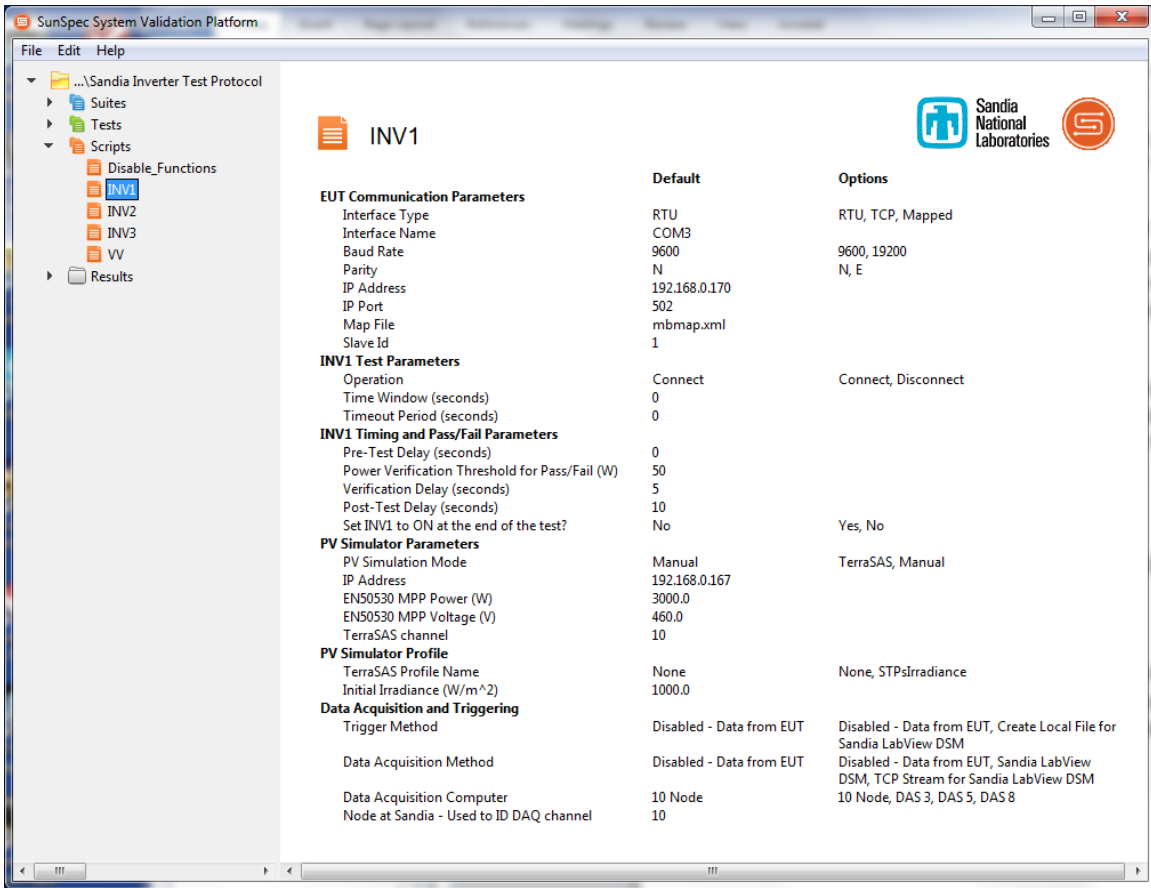 SunSpec System Validation Platform
File Edit Help
...\Sandia Inverter Test Protocol
Suites
Tests
Scripts
Disable_Functions
INV1
INV2
INV3
VV
Results
INV1
Sandia
National
Laboratories
Default Options
EUT Communication Parameters
Interface Type RTU RTU, TCP, Mapped
Interface Name COM3
Baud Rate 9600 9600, 19200
Parity N N, E
IP Address 192.168.0.170
IP Port 502
Map File mbmap.xml
Slave Id 1
INV1 Test Parameters
Operation Connect Connect, Disconnect
Time Window (seconds) 0
Timeout Period (seconds) 0
INV1 Timing and Pass/Fail Parameters
Pre-Test Delay (seconds) 0
Power Verification Threshold for Pass/Fail (W) 50
Verification Delay (seconds) 5
Post-Test Delay (seconds) 10
Set INV1 to ON at the end of the test? No Yes, No
PV Simulator Parameters
PV Simulation Mode Manual TerraSAS, Manual
IP Address 192.168.0.167
EN50530 MPP Power (W) 3000.0
EN50530 MPP Voltage (V) 460.0
TerraSAS channel 10
PV Simulator Profile
TerraSAS Profile Name None None, STPsIrradiance
Initial Irradiance (W/m^2) 1000.0
Data Acquisition and Triggering
Trigger Method Disabled - Data from EUT Disabled - Data from EUT, Create Local File for
Sandia LabView DSM
Data Acquisition Method Disabled - Data from EUT Disabled - Data from EUT, Sandia LabView
DSM, TCP Stream for Sandia LabView DSM
Data Acquisition Computer 10 Node 10 Node, DAS 3, DAS 5, DAS 8
Node at Sandia - Used to ID DAQ channel 10